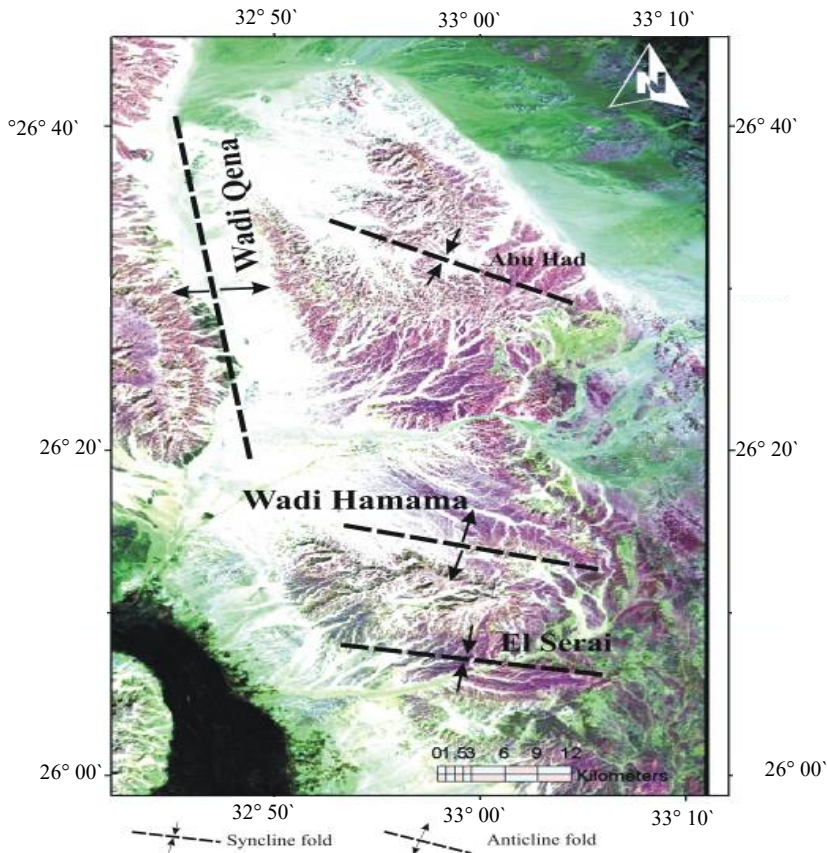 32° 50` 33° 00 33° 10`
N
°26° 40` 26° 40`
Wadi Qena
Abu Had
26° 20` 26° 20`
Wadi Hamama
El Serai
01,53 6 9 12
Kilometers
26° 00` 26° 00`
32° 50` 33° 00` 33° 10`
Syncline fold Anticline fold